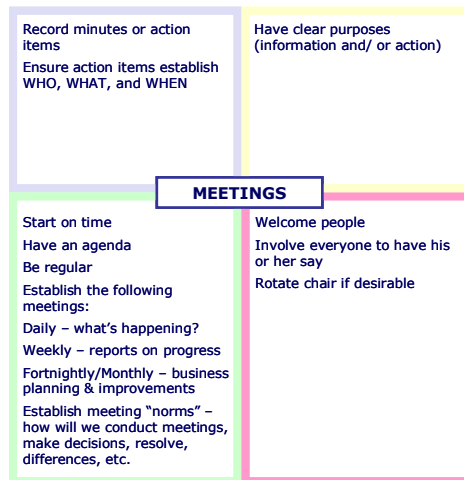 Record minutes or action
items
Ensure action items establish
WHO, WHAT, and WHEN
Have clear purposes
(information and/ or action)
MEETINGS
Start on time
Have an agenda
Be regular
Establish the following
meetings:
Daily – what's happening?
Weekly – reports on progress
Fortnightly/Monthly – business
planning & improvements
Establish meeting “norms” –
how will we conduct meetings,
make decisions, resolve,
differences, etc.
Welcome people
Involve everyone to have his
or her say
Rotate chair if desirable